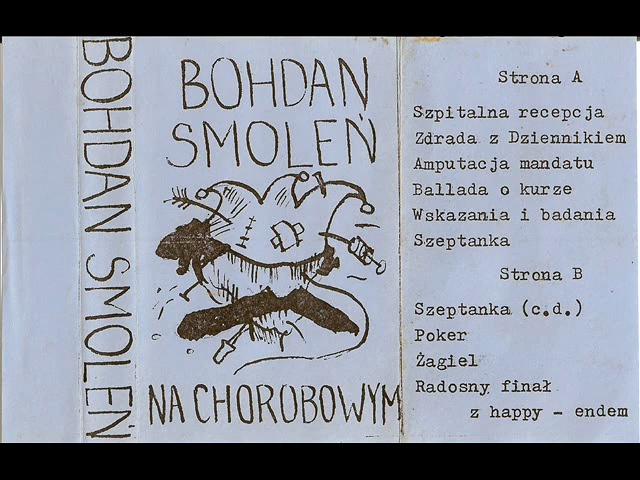 BOHDAN SMOLEŃ
BOHDAN
SMOLEŃ
NA CHOROBOWYM
Strona A
Szpitalna recepcja
Zdrada z Dziennikiem
Amputacja mandatu
Ballada o kurze
Wskazania i badania
Szeptanka
Strona B
Szeptanka (c.d.)
Poker
Żagiel
Radosny finał
z happy - endem